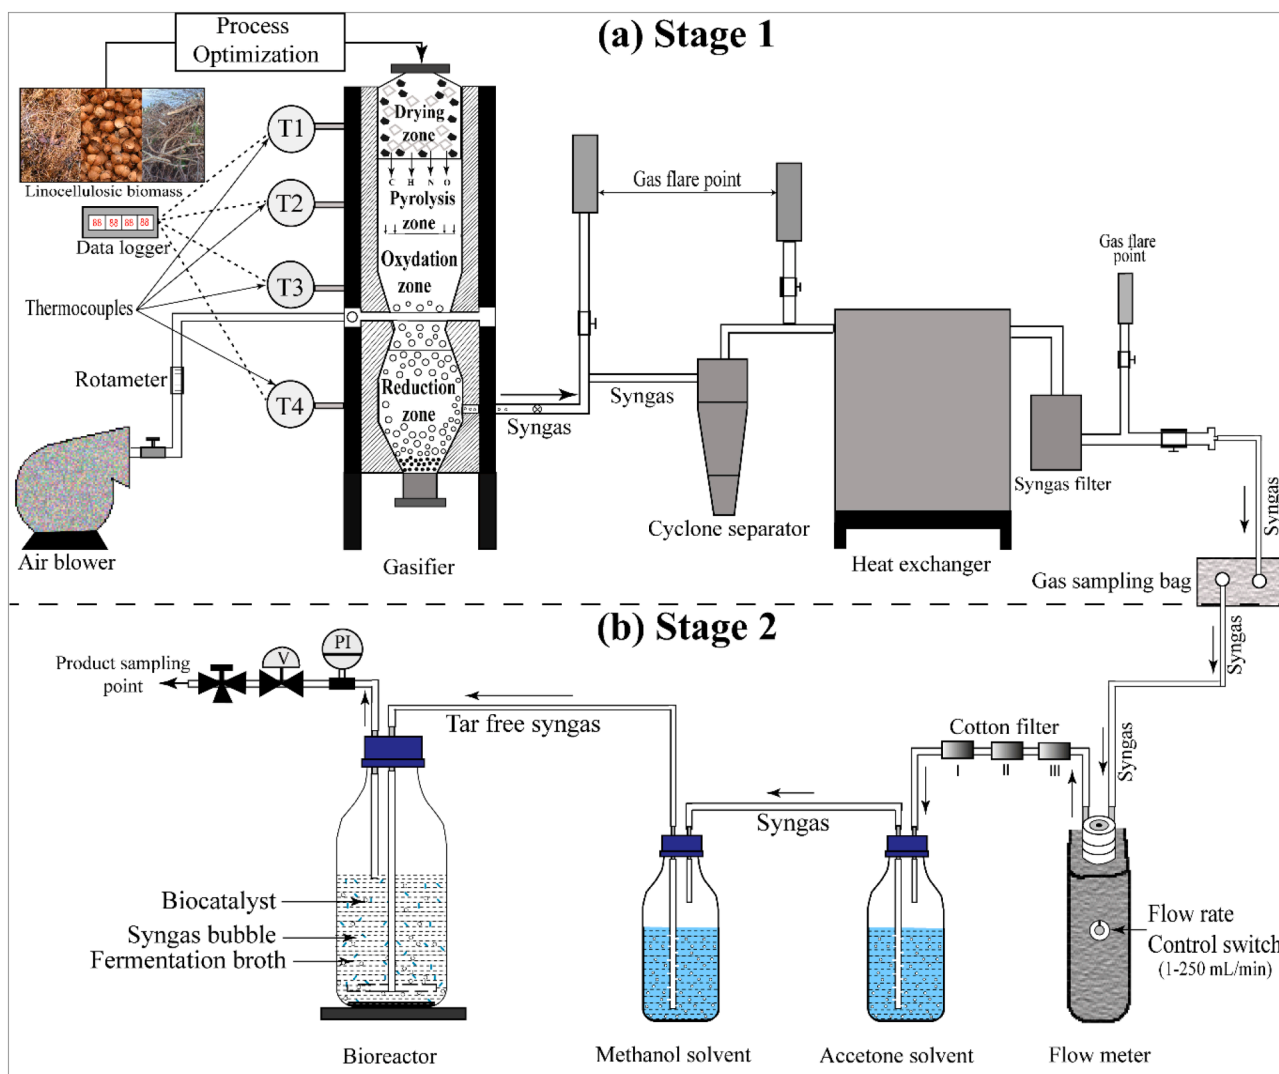 (a) Stage 1
Process
Optimization
Linocellulosic biomass
88 88 88 88
Data logger
Thermocouples
Rotameter
Air blower
T1
T2
T3
T4
Drying
zone
C H N O
Pyrolysis
zone
Oxydation
zone
Reduction
zone
Gasifier
Syngas
Gas flare point
Syngas
Cyclone separator
Heat exchanger
Gas flare
point
Syngas filter
Syngas
Gas sampling bag
(b) Stage 2
Syngas
Product sampling
point
V
PI
Tar free syngas
Cotton filter
I II III
Syngas
Syngas
Biocatalyst
Syngas bubble
Fermentation broth
Flow rate
Control switch
(1-250 mL/min)
Bioreactor
Methanol solvent
Accetone solvent
Flow meter